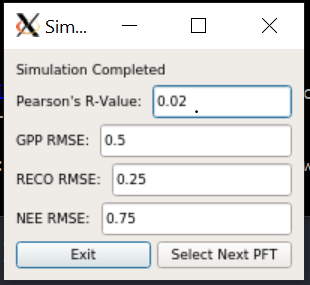 Sim...
Simulation Completed
Pearson's R-Value: 0.02
GPP RMSE: 0.5
RECO RMSE: 0.25
NEE RMSE: 0.75
Exit Select Next PFT